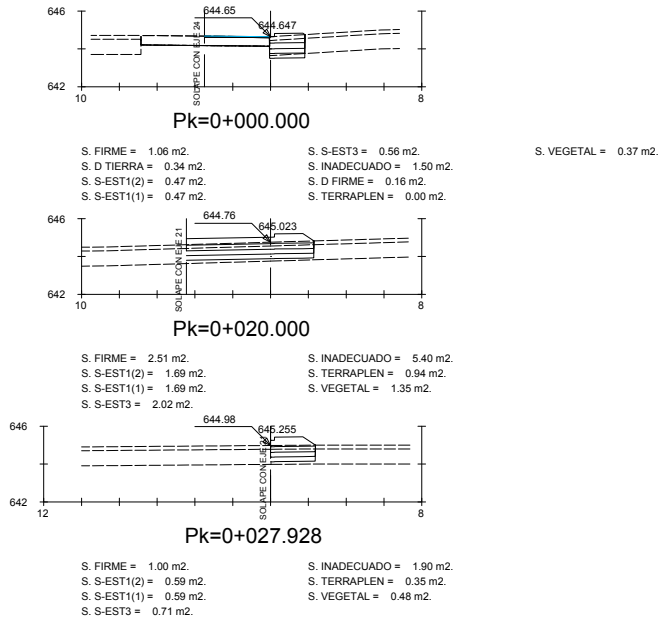 646
644.65
644.647
SOLAPE CON EJE 24
642
10
8
Pk=0+000.000
S. FIRME = 1.06 m2.
S. D TIERRA = 0.34 m2.
S. S-EST1(2) = 0.47 m2.
S. S-EST1(1) = 0.47 m2.
S. S-EST3 = 0.56 m2.
S. INADECUADO = 1.50 m2.
S. D FIRME = 0.16 m2.
S. TERRAPLEN = 0.00 m2.
S. VEGETAL = 0.37 m2.
646
644.76
645.023
SOLAPE CON EJE 21
642
10
8
Pk=0+020.000
S. FIRME = 2.51 m2.
S. S-EST1(2) = 1.69 m2.
S. S-EST1(1) = 1.69 m2.
S. S-EST3 = 2.02 m2.
S. INADECUADO = 5.40 m2.
S. TERRAPLEN = 0.94 m2.
S. VEGETAL = 1.35 m2.
646
644.98
645.255
SOLAPE CON EJE
642
12
8
Pk=0+027.928
S. FIRME = 1.00 m2.
S. S-EST1(2) = 0.59 m2.
S. S-EST1(1) = 0.59 m2.
S. S-EST3 = 0.71 m2.
S. INADECUADO = 1.90 m2.
S. TERRAPLEN = 0.35 m2.
S. VEGETAL = 0.48 m2.